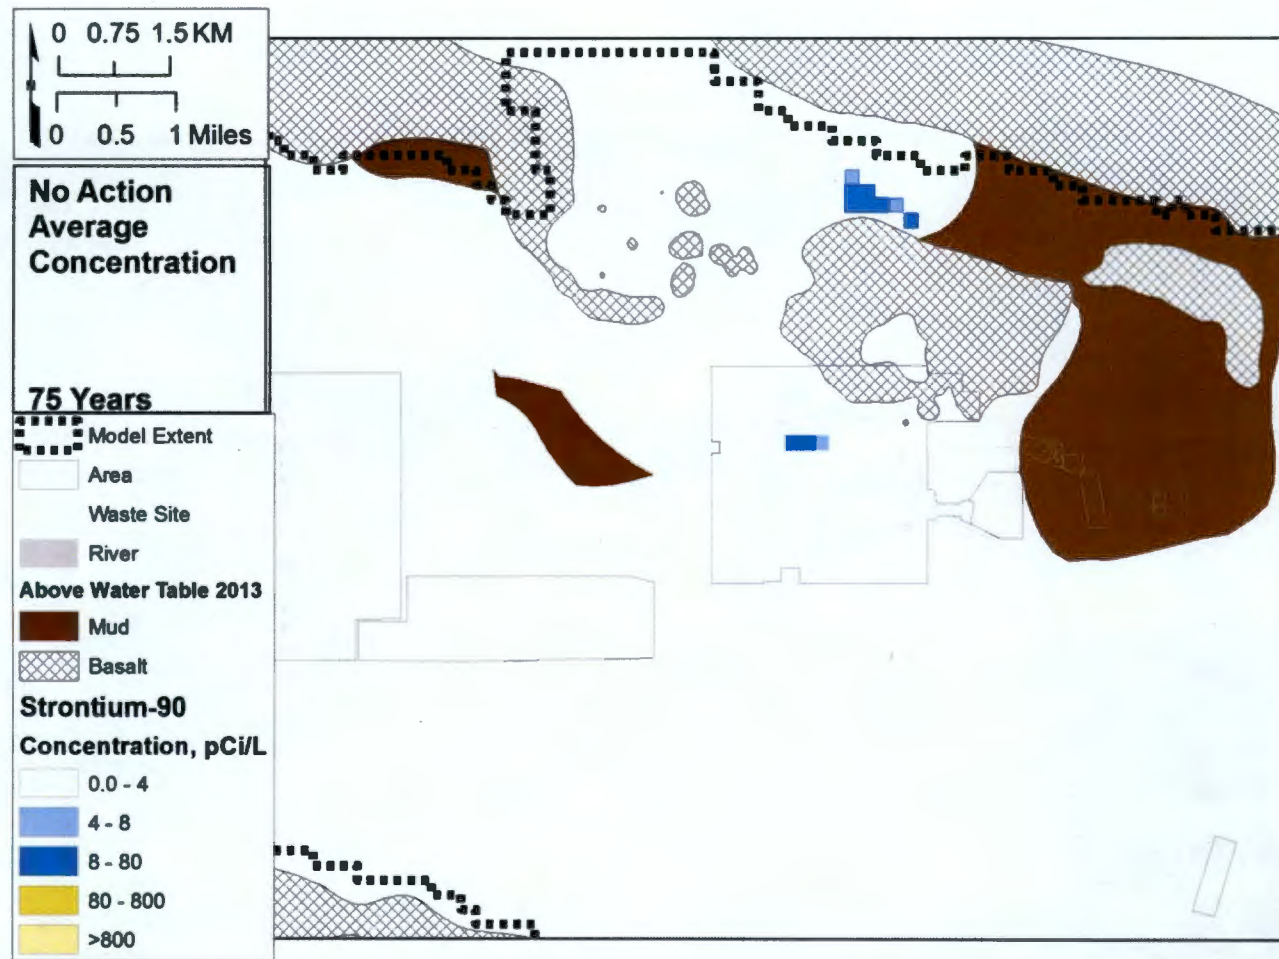 0 0.75 1.5 KM
0 0.5 1 Miles
No Action
Average
Concentration
75 Years
Model Extent
Area
Waste Site
River
Above Water Table 2013
Mud
Basalt
Strontium-90
Concentration, pCi/L
0.0 - 4
4 - 8
8 - 80
80 - 800
>800